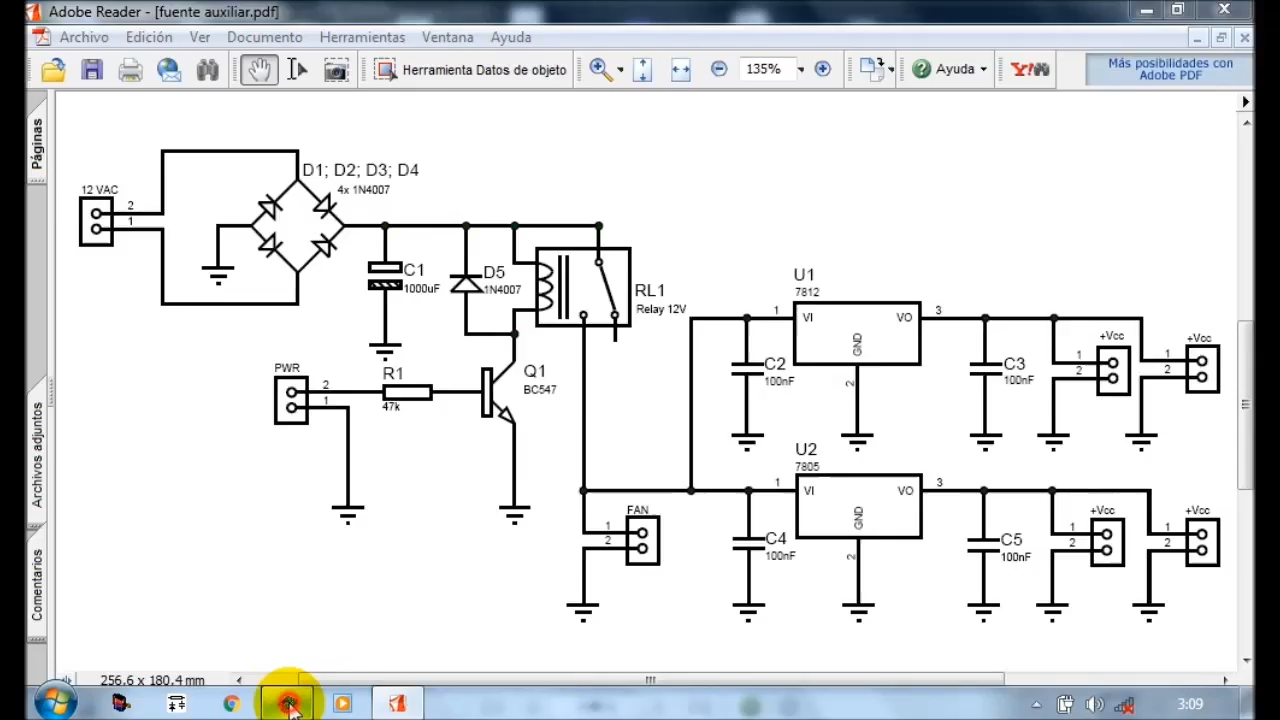 Adobe Reader - [fuente auxiliar.pdf]
Archivo Edición Ver Documento Herramientas Ventana Ayuda
Herramienta Datos de objeto
135%
Ayuda
Y!
Más posibilidades con
Adobe PDF
Páginas
Archivos adjuntos
Comentarios
12 VAC
2
1
D1; D2; D3; D4
4x 1N4007
C1
1000uF
D5
1N4007
RL1
Relay 12V
PWR
2
1
R1
47k
Q1
BC547
FAN
1
2
U1
7812
1
VI
VO
3
GND
2
C2
100nF
C3
100nF
+Vcc
1
2
+Vcc
1
2
U2
7805
1
VI
VO
3
GND
2
C4
100nF
C5
100nF
+Vcc
1
2
+Vcc
1
2
256.6 x 180.4 mm
3:09